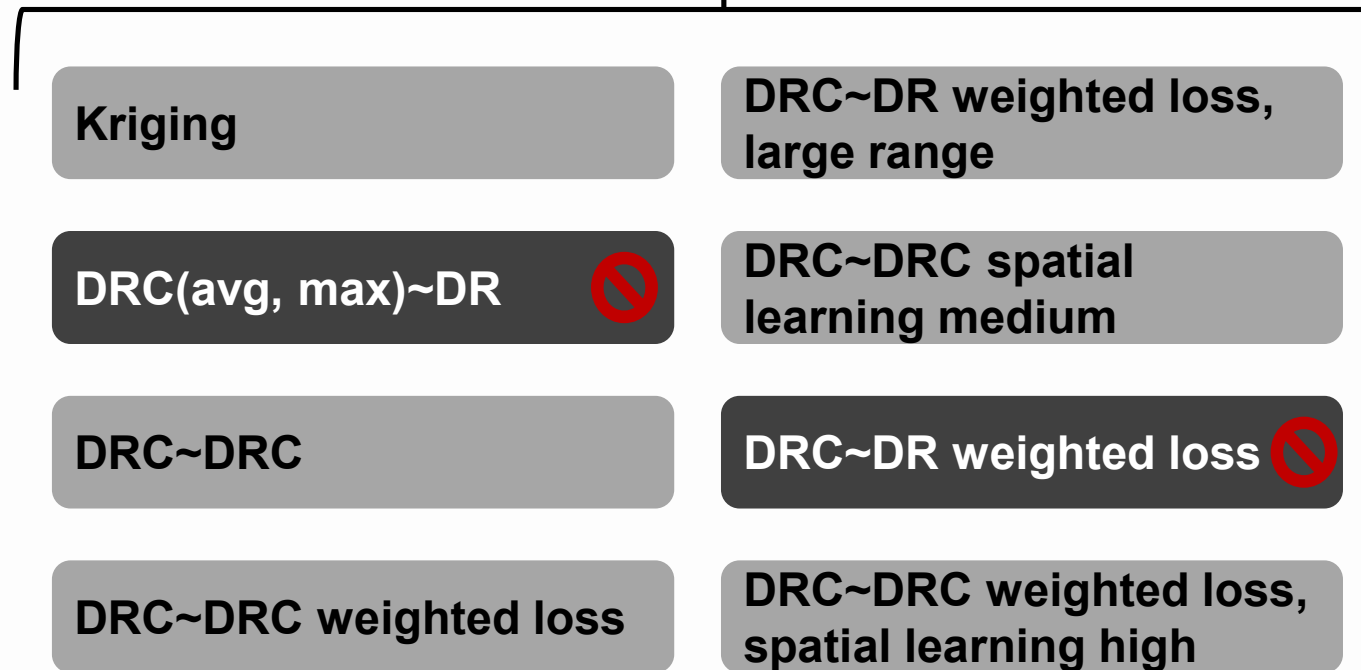 Kriging
DRC(avg, max)~DR
DRC~DRC
DRC~DRC weighted loss
DRC~DR weighted loss,
large range
DRC~DRC spatial
learning medium
DRC~DR weighted loss
DRC~DRC weighted loss,
spatial learning high